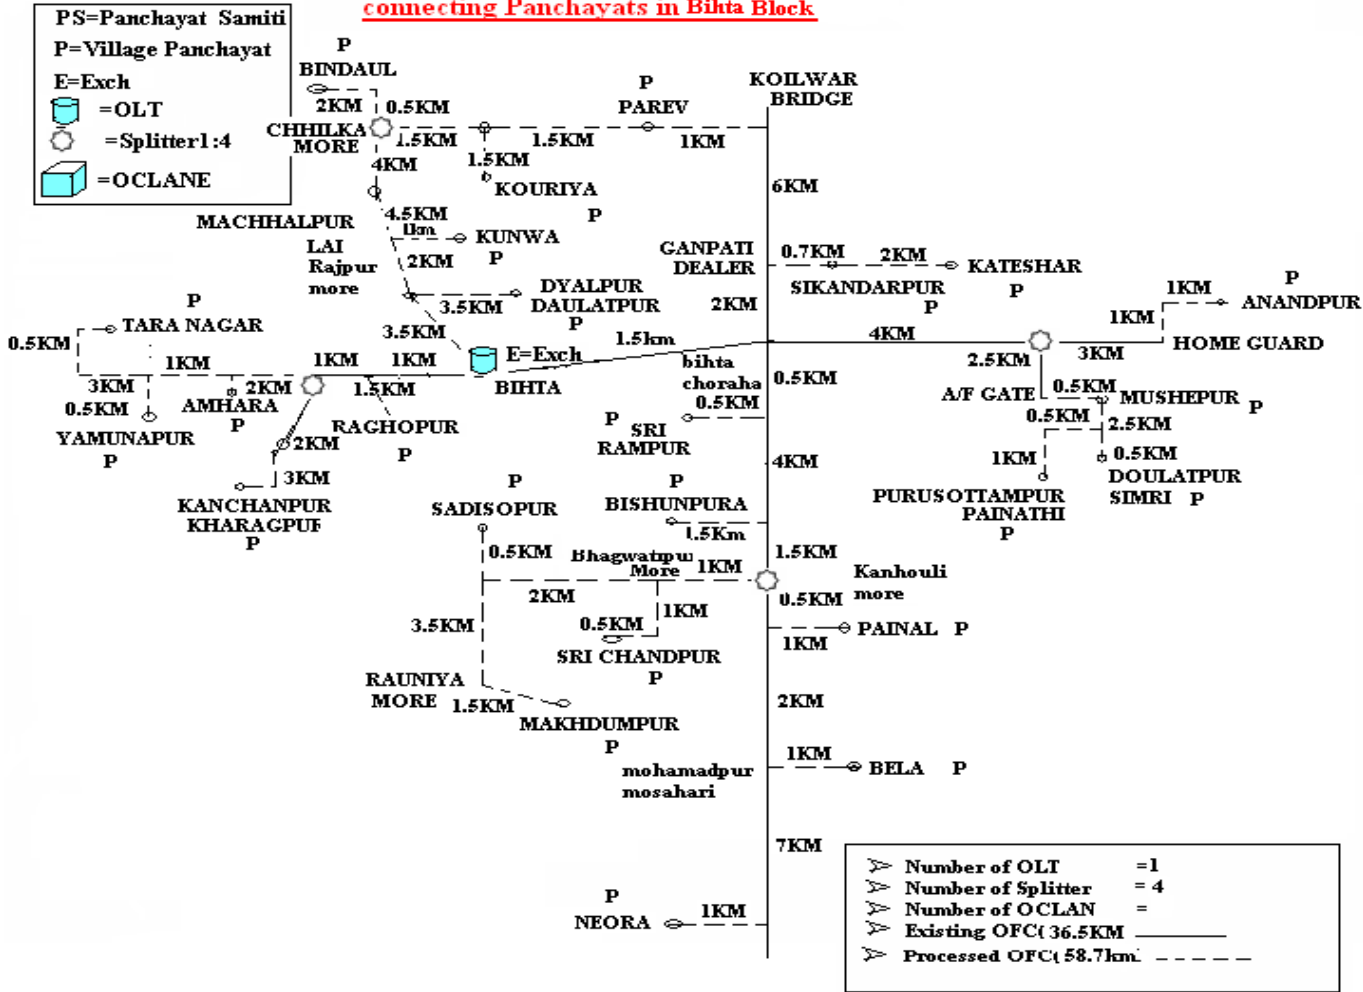 connecting Panchayats in Bihta Block
PS=Panchayat Samiti
P=Village Panchayat
E=Exch
=OLT
=Splitter1:4
=OCLANE
P
BINDAUL
2KM
0.5KM
CHHILKA
MORE
1.5KM
1.5KM
P
PAREV
1KM
KOILWAR
BRIDGE
4KM
1.5KM
KOURIYA
P
6KM
MACHHALPUR
4.5KM
1km
KUNWA
P
LAI
Rajpur
more
2KM
3.5KM
DYALPUR
DAULATPUR
P
3.5KM
GANPATI
DEALER
0.7KM
2KM
KATESHAR
P
SIKANDARPUR
P
2KM
P
1KM
ANANDPUR
1KM
HOME GUARD
P
TARA NAGAR
0.5KM
1KM
3KM
2KM
0.5KM
AMHARA
P
YAMUNAPUR
P
1KM
1KM
1.5KM
RAGHOPUR
P
E=Exch
BIHTA
1.5km
4KM
3KM
2.5KM
bihta
choraha
0.5KM
0.5KM
P
SRI
RAMPUR
A/F GATE
0.5KM
MUSHEPUR
P
0.5KM
2.5KM
1KM
0.5KM
DOULATPUR
SIMRI P
PURUSOTTAMPUR
PAINATHI
P
2KM
3KM
KANCHANPUR
KHARAGPUR
P
4KM
P
SADISOPUR
P
BISHUNPURA
1.5Km
0.5KM
Bhagwatipu
More
1KM
1.5KM
Kanhouli
more
2KM
1KM
0.5KM
0.5KM
SRI CHANDPUR
P
3.5KM
PAINAL P
1KM
RAUNIYA
MORE
1.5KM
MAKHDUMPUR
P
2KM
mohamadpur
mosahari
1KM
BELA P
7KM
P
NEORA
1KM
Number of OLT =1
Number of Splitter = 4
Number of OCLAN =
Existing OFC( 36.5KM
Processed OFC( 58.7km